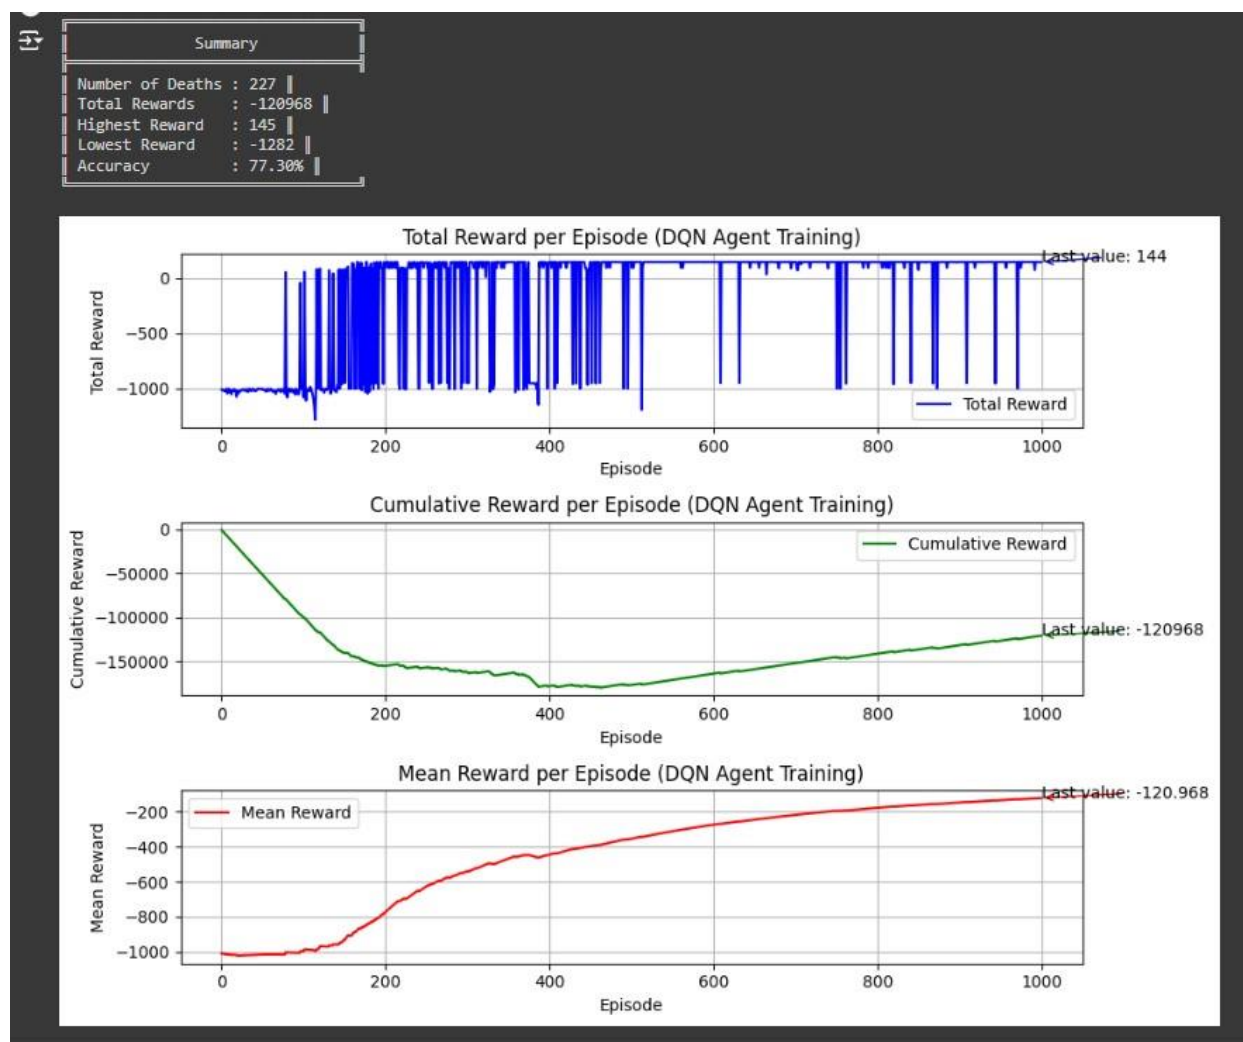 Summary
Number of Deaths : 227
Total Rewards : -120968
Highest Reward : 145
Lowest Reward : -1282
Accuracy : 77.30%
Total Reward per Episode (DQN Agent Training)
Last value: 144
Total Reward
0
−500
−1000
Total Reward
0 200 400 600 800 1000
Episode
Cumulative Reward per Episode (DQN Agent Training)
Cumulative Reward
0
−50000
−100000
−150000
Cumulative Reward
Last value: -120968
0 200 400 600 800 1000
Episode
Mean Reward per Episode (DQN Agent Training)
Last value: -120.968
Mean Reward
Mean Reward
−200
−400
−600
−800
−1000
0 200 400 600 800 1000
Episode